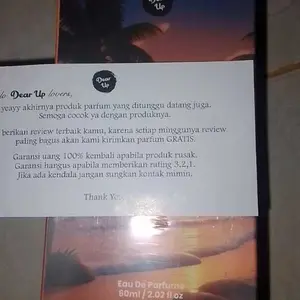 Dear
Up
Dear Up lovers,
yeayy akhirnya produk parfum yang ditunggu datang juga.
Semoga cocok ya dengan produknya.
berikan review terbaik kamu, karena setiap minggunya review
paling bagus akan kami kirimkan parfum GRATIS.
Garansi uang 100% kembali apabila produk rusak.
Garansi hangus apabila memberikan rating 3,2,1.
Jika ada kendala jangan mungkin kontak mimin.
Thank
Eau De Parfume
60ml / 2.02 fl oz